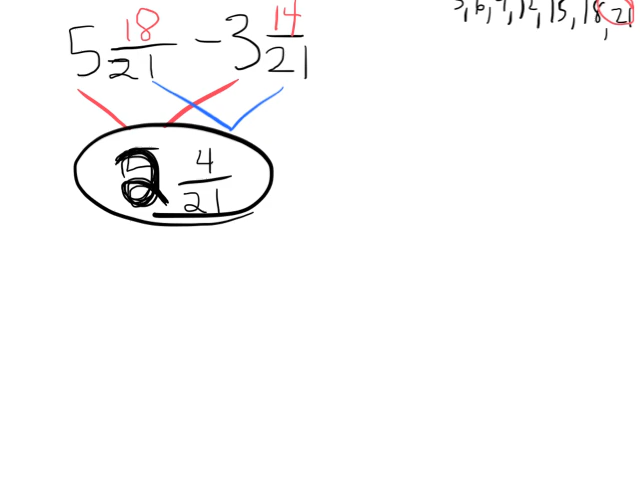 5 18/21 - 3 14/21
3, 6, 9, 12, 15, 18, 21
2 4/21